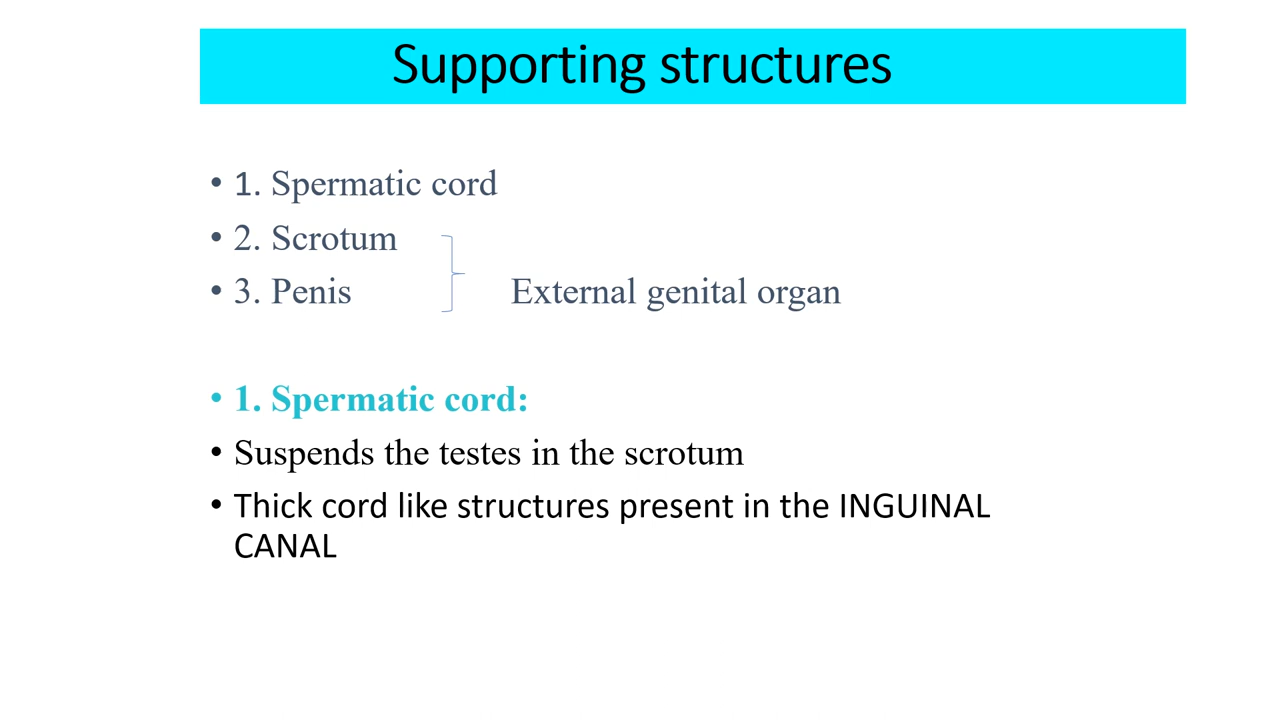 Supporting structures
• 1. Spermatic cord
• 2. Scrotum
• 3. Penis External genital organ
• 1. Spermatic cord:
• Suspends the testes in the scrotum
• Thick cord like structures present in the INGUINAL
CANAL